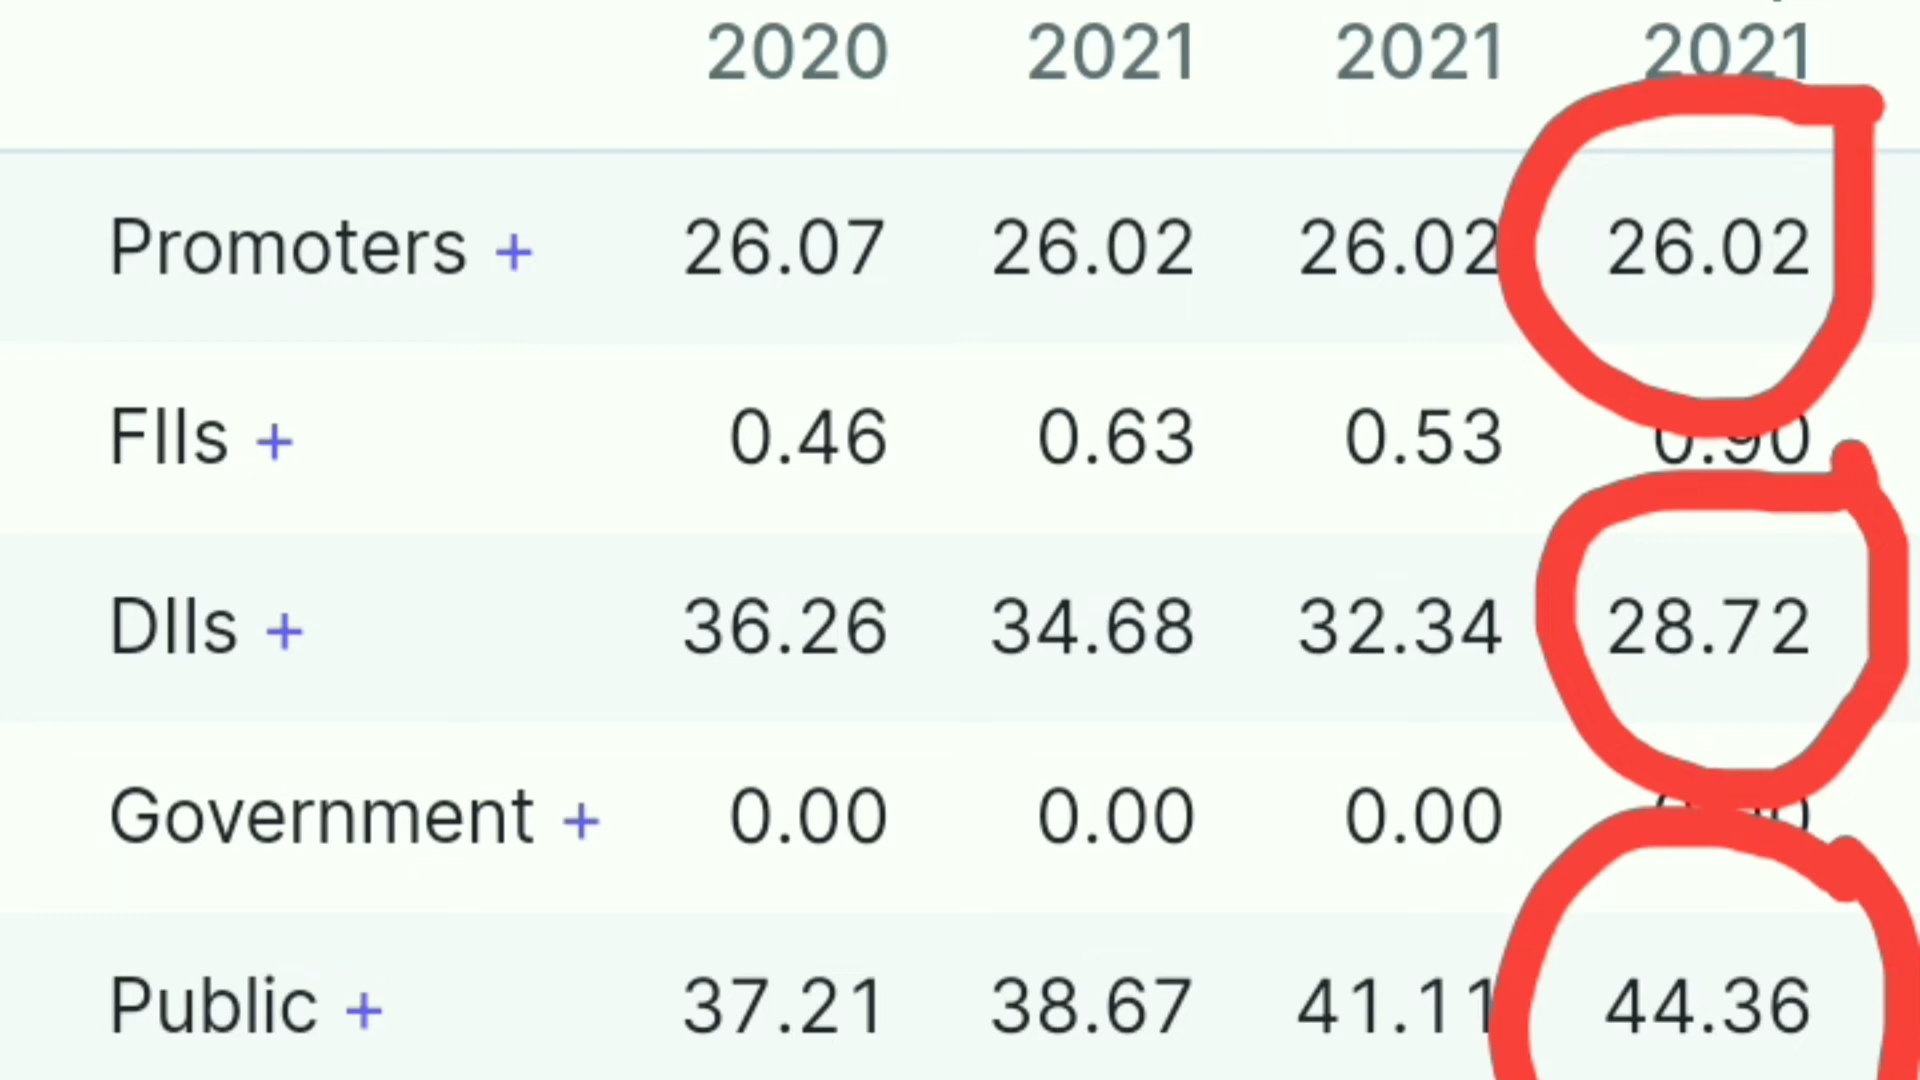 2020 2021 2021 2021
Promoters + 26.07 26.02 26.02 26.02
FIIs + 0.46 0.63 0.53 0.90
DIIs + 36.26 34.68 32.34 28.72
Government + 0.00 0.00 0.00
Public + 37.21 38.67 41.11 44.36